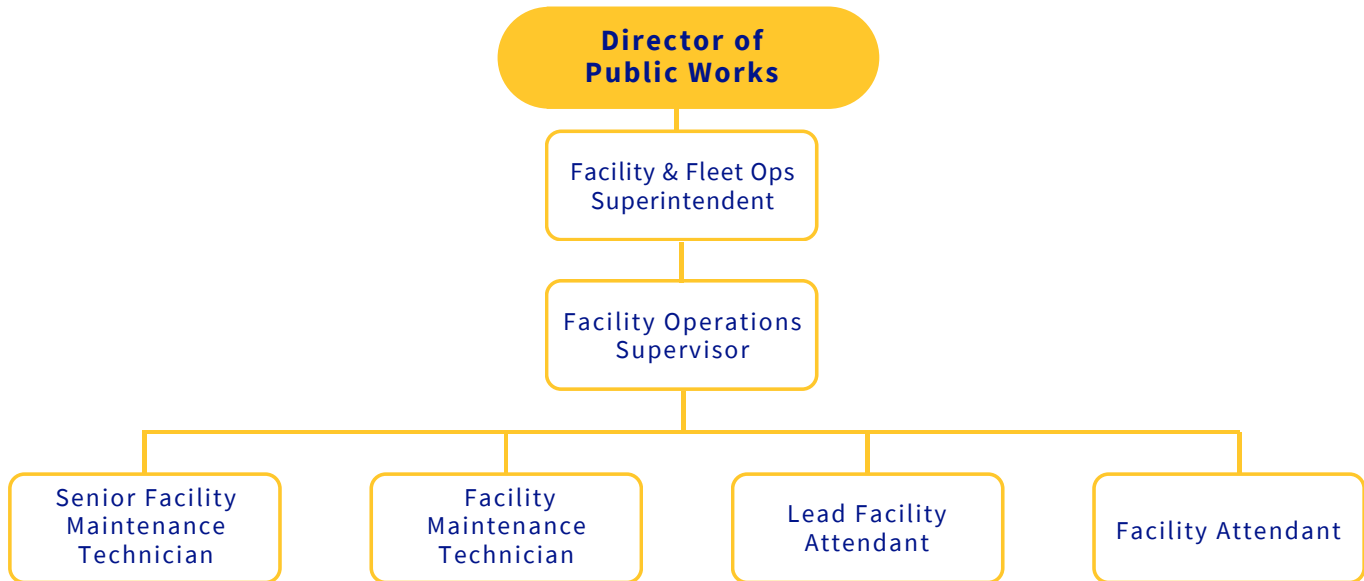 Director of
Public Works
Facility & Fleet Ops
Superintendent
Facility Operations
Supervisor
Senior Facility
Maintenance
Technician
Facility
Maintenance
Technician
Lead Facility
Attendant
Facility Attendant